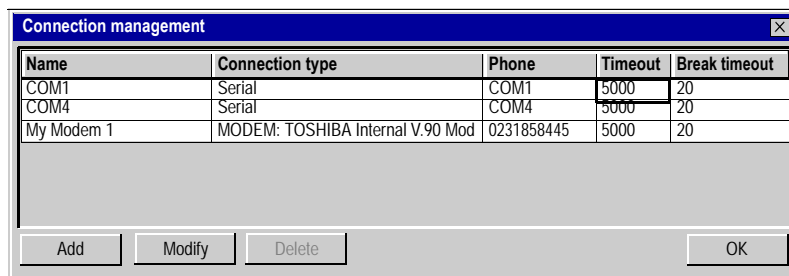 Connection management
Name Connection type Phone Timeout Break timeout
COM1 Serial COM1 5000 20
COM4 Serial COM4 5000 20
My Modem 1 MODEM: TOSHIBA Internal V.90 Mod 0231858445 5000 20
Add Modify Delete OK